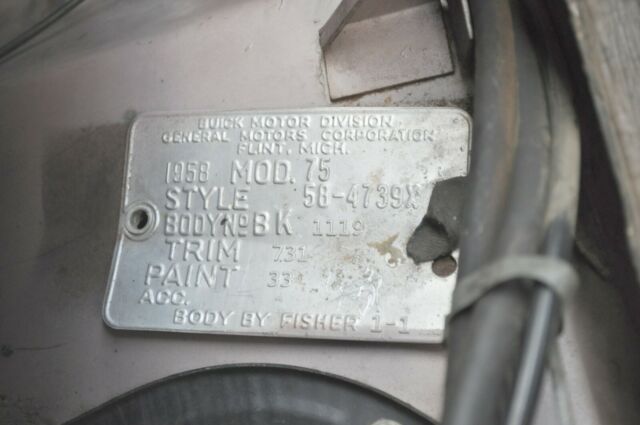 BUICK MOTOR DIVISION
GENERAL MOTORS CORPORATION
FLINT, MICH.
1958 MOD. 75
STYLE 58-4739X
BODY Nº BK 1119
TRIM 731
PAINT 33
ACC.
BODY BY FISHER 1-1